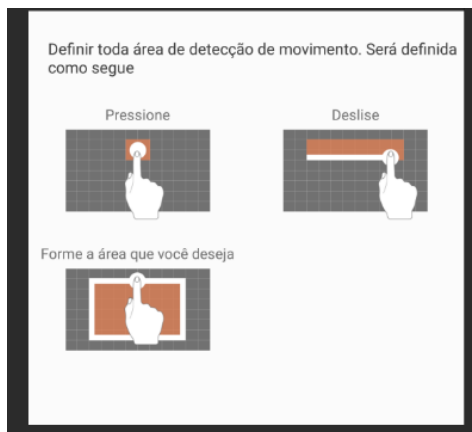 Definir toda área de detecção de movimento. Será definida
como segue
Pressione
Deslise
Forme a área que você deseja